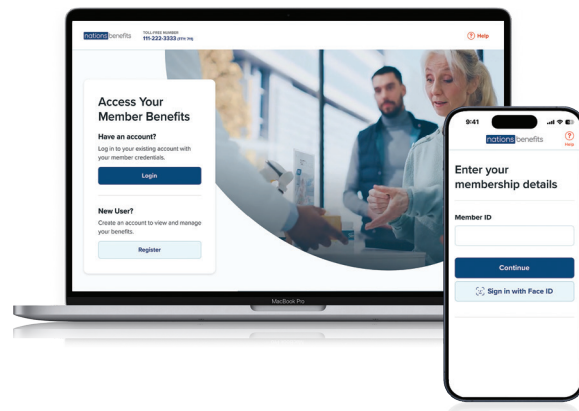 nations benefits
TOLL-FREE NUMBER
111-222-3333 (TTY: 711)
Help
Access Your
Member Benefits
Have an account?
Log in to your existing account with
your member credentials.
Login
New User?
Create an account to view and manage
your benefits.
Register
MacBook Pro
9:41
nations benefits
Help
Enter your
membership details
Member ID
Continue
Sign in with Face ID